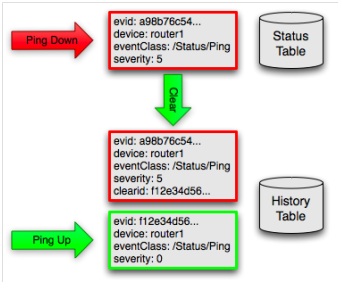 Ping Down
evid: a98b76c54...
device: router1
eventClass: /Status/Ping
severity: 5
Status
Table
Clear
evid: a98b76c54...
device: router1
eventClass: /Status/Ping
severity: 5
clearid: f12e34d56...
History
Table
Ping Up
evid: f12e34d56...
device: router1
eventClass: /Status/Ping
severity: 0